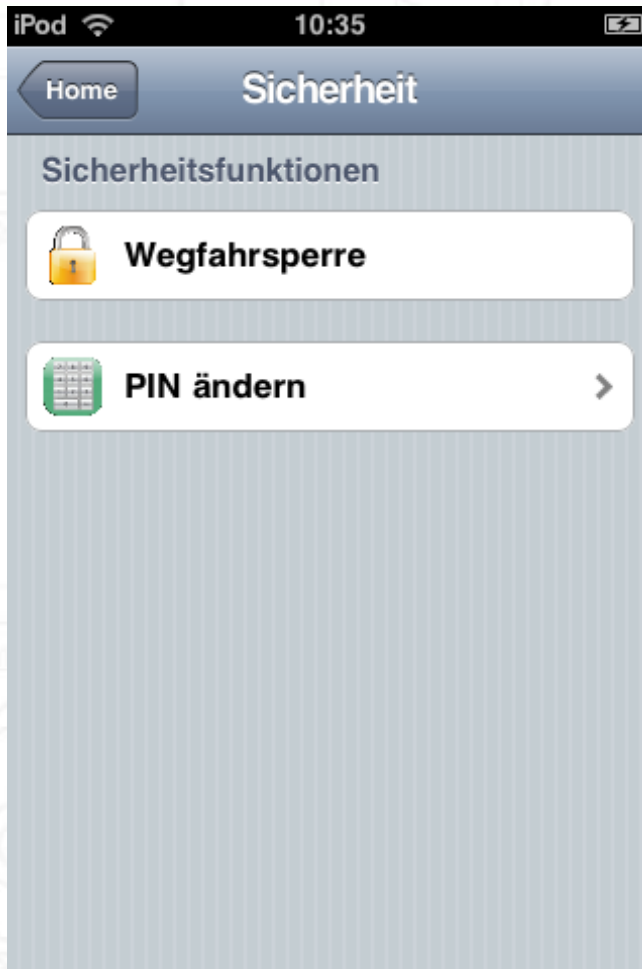 iPod 10:35
Home Sicherheit
Sicherheitsfunktionen
Wegfahrsperre
PIN ändern